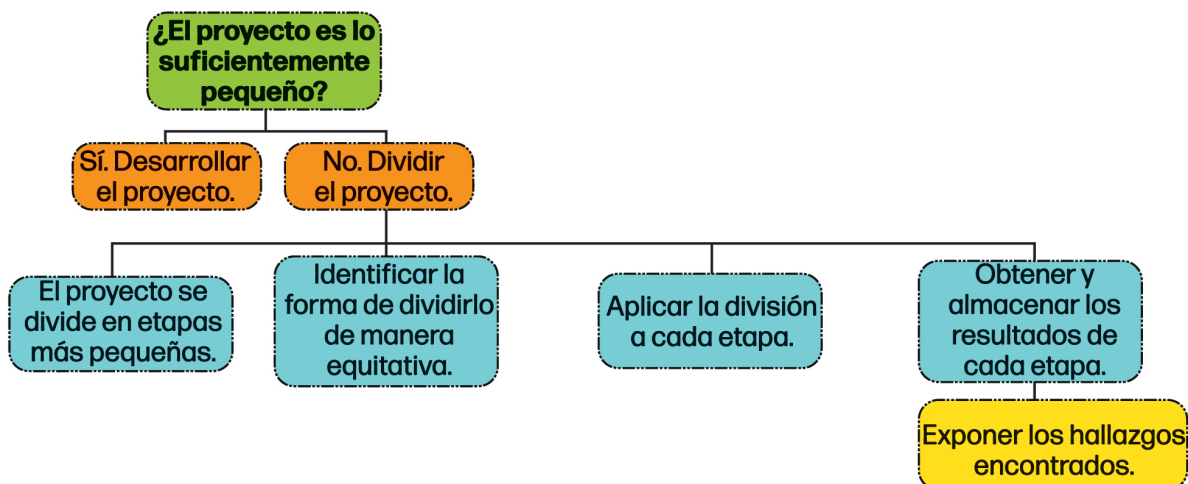 ¿El proyecto es lo
suficientemente
pequeño?
Sí. Desarrollar
el proyecto.
No. Dividir
el proyecto.
El proyecto se
divide en etapas
más pequeñas.
Identificar la
forma de dividirlo
de manera
equitativa.
Aplicar la división
a cada etapa.
Obtener y
almacenar los
resultados de
cada etapa.
Exponer los hallazgos
encontrados.